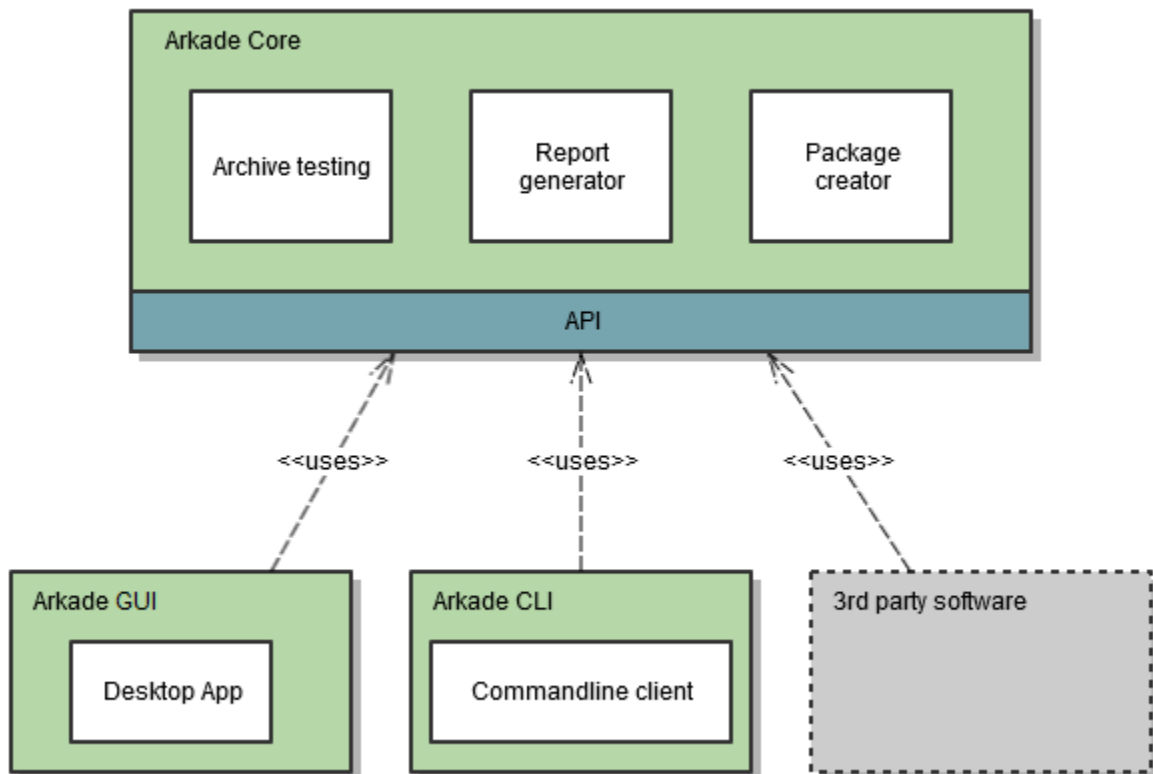 Arkade Core
Archive testing
Report
generator
Package
creator
API
<<uses>>
<<uses>>
<<uses>>
Arkade GUI
Desktop App
Arkade CLI
Commandline client
3rd party software